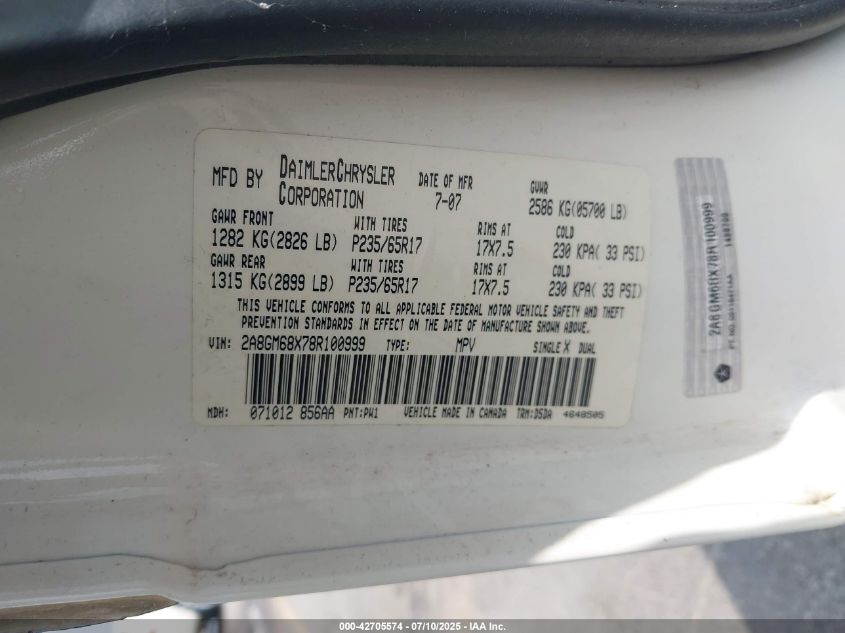 MFD BY DAIMLERCHRYSLER CORPORATION DATE OF MFR 7-07 GVWR 2586 KG(05700 LB)
GAWR FRONT WITH TIRES RIMS AT COLD
1282 KG(2826 LB) P235/65R17 17X7.5 230 KPA( 33 PSI)
GAWR REAR WITH TIRES RIMS AT COLD
1315 KG(2899 LB) P235/65R17 17X7.5 230 KPA( 33 PSI)
THIS VEHICLE CONFORMS TO ALL APPLICABLE FEDERAL MOTOR VEHICLE SAFETY AND THEFT
PREVENTION STANDARDS IN EFFECT ON THE DATE OF MANUFACTURE SHOWN ABOVE.
VIN: 2A8GM68X78R100999 TYPE: MPV SINGLE X DUAL
MDH: 071012 856AA PNT:PW1 VEHICLE MADE IN CANADA TRM:DSDA 4648505
2A8GM68X78R100999
000-42705574 | 07/10/2025 - IAA Inc.